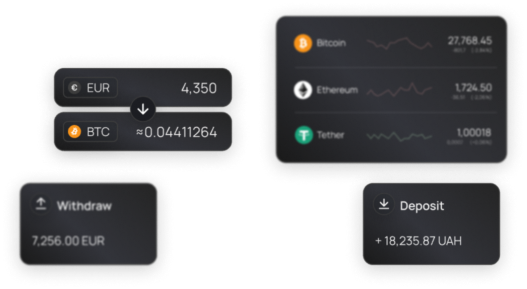 Bitcoin 27,768.45
EUR 4,350
Ethereum 1,724.50
BTC ≈0.04411264
Tether 1.00018
Withdraw
7,256.00 EUR
Deposit
+ 18,235.87 UAH